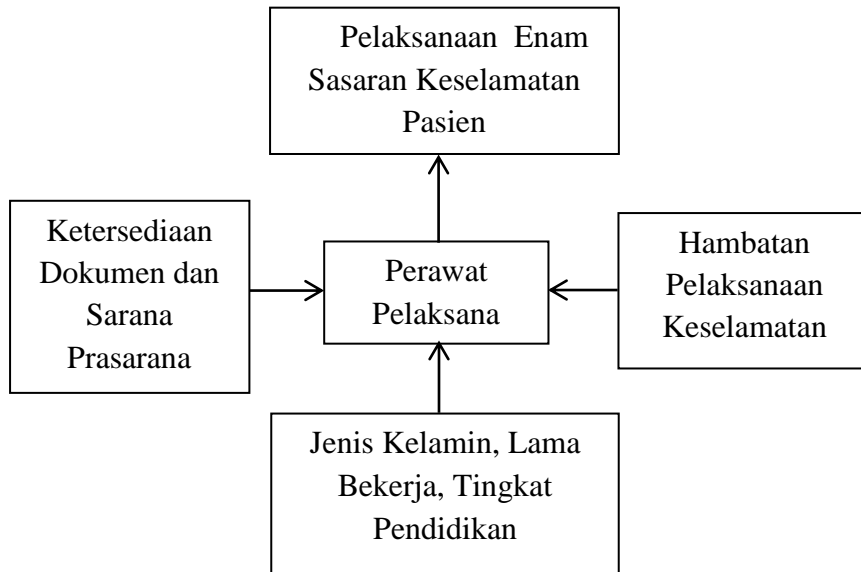 Pelaksanaan Enam
Sasaran Keselamatan
Pasien
Ketersediaan
Dokumen dan
Sarana
Prasarana
Perawat
Pelaksana
Hambatan
Pelaksanaan
Keselamatan
Jenis Kelamin, Lama
Bekerja, Tingkat
Pendidikan